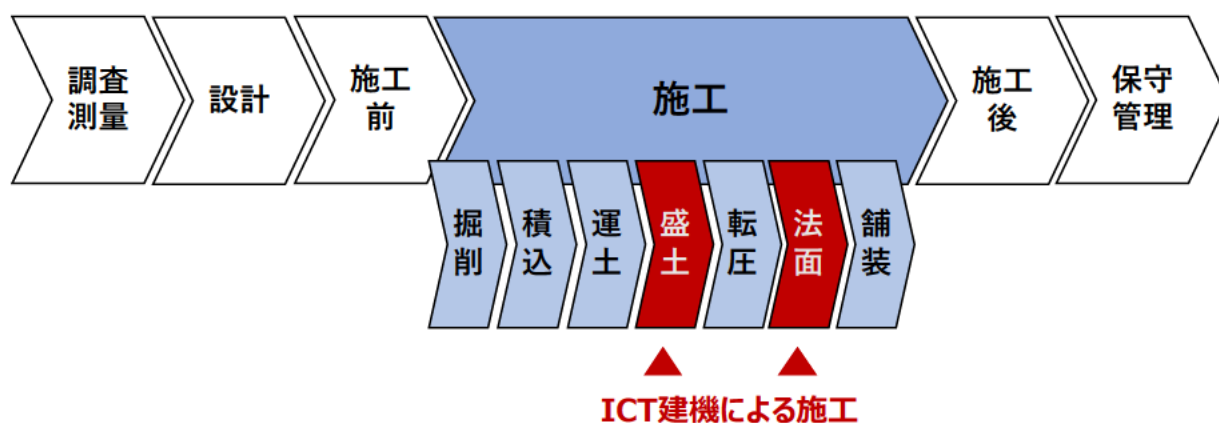 調査
測量
設計
施工
前
施工
施工
後
保守
管理
掘
削
積
込
運
土
盛
土
転
圧
法
面
舗
装
ICT建機による施工